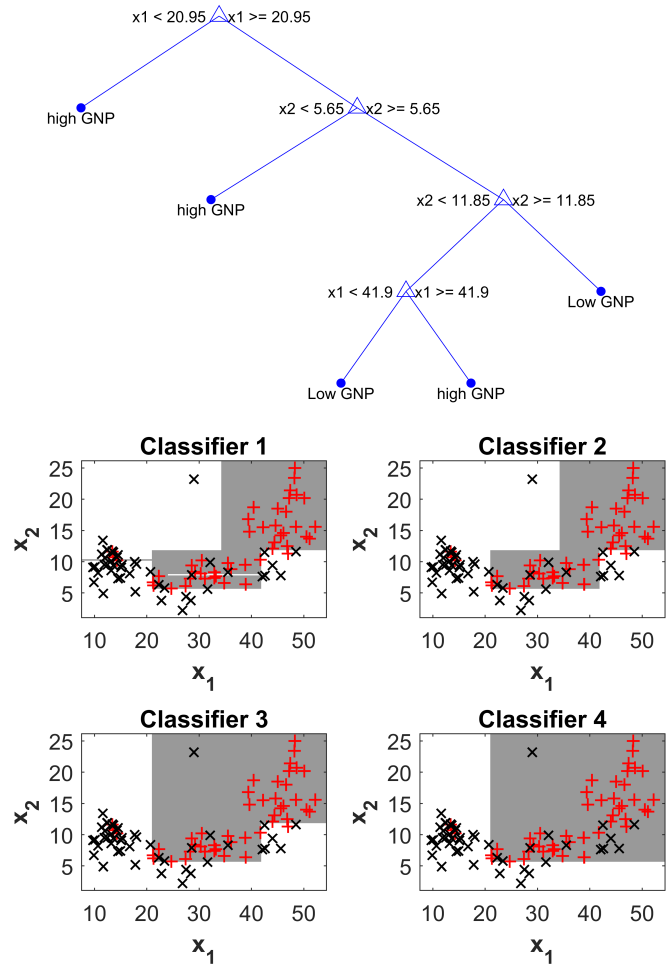 x1 < 20.95 x1 >= 20.95
high GNP
x2 < 5.65 x2 >= 5.65
high GNP
x2 < 11.85 x2 >= 11.85
x1 < 41.9 x1 >= 41.9
Low GNP
Low GNP
high GNP
Classifier 1
25
20
15
10
5
x2
10 20 30 40 50
x1
Classifier 2
25
20
15
10
5
x2
10 20 30 40 50
x1
Classifier 3
25
20
15
10
5
x2
10 20 30 40 50
x1
Classifier 4
25
20
15
10
5
x2
10 20 30 40 50
x1